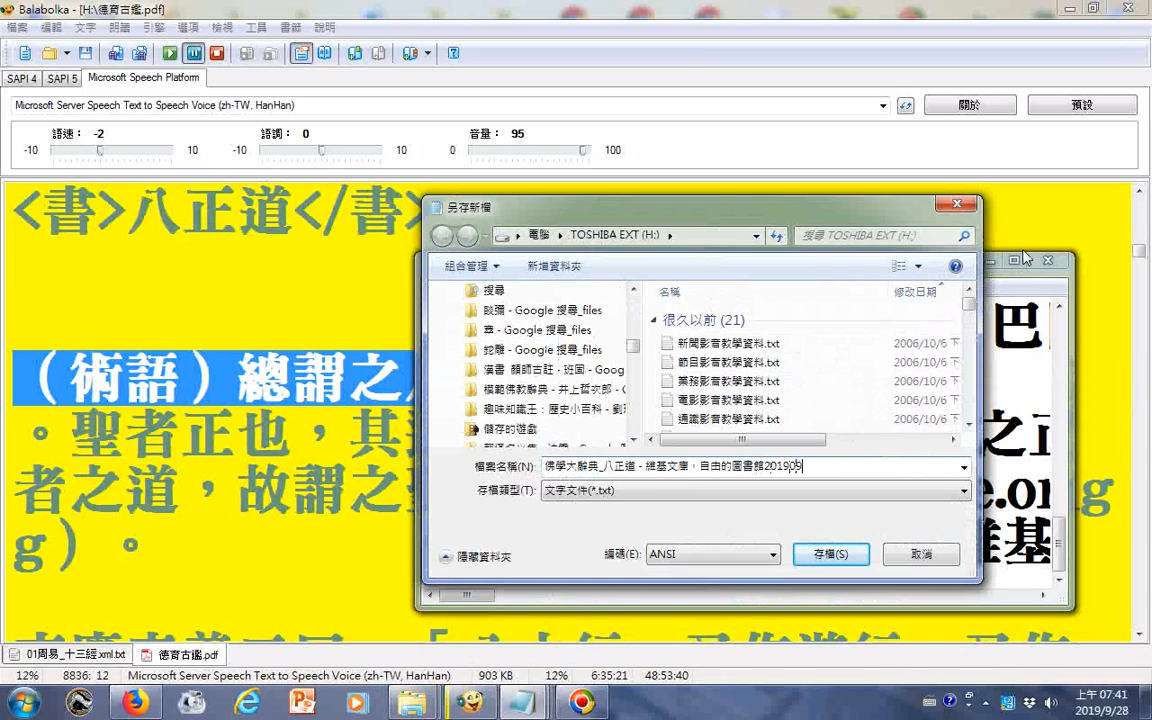 Balabolka - [H:\德育古鑑.pdf]
檔案 編輯 文字 朗讀 引擎 選項 檢視 工具 書籤 說明
SAPI 4 SAPI 5 Microsoft Speech Platform
Microsoft Server Speech Text to Speech Voice (zh-TW, HanHan)
關於 預設
語速： -2 語調： 0 音量： 95
-10 10 -10 10 0 100
<書>八正道</書>
（術語）總謂之
。聖者正也，其
者之道，故謂之
g）。
巴
之正
e.org
維基
另存新檔
電腦 TOSHIBA EXT (H:)
搜尋 TOSHIBA EXT (H:)
組合管理 新增資料夾
搜尋
- Google 搜尋_files
- Google 搜尋_files
- Google 搜尋_files
漢書 顏師古註．班固 - Goog
模範佛教辭典 - 井上哲次郎 - G
趣味知識王：歷史小百科 - 劉
儲存的遊戲
名稱 修改日期
很久以前 (21)
新聞影音教學資料.txt 2006/10/6 下
節目影音教學資料.txt 2006/10/6 下
業務影音教學資料.txt 2006/10/6 下
電影影音教學資料.txt 2006/10/6 下
通識影音教學資料.txt 2006/10/6 下
檔案名稱(N): 佛學大辭典_八正道 - 維基文庫，自由的圖書館201909
存檔類型(T): 文字文件(*.txt)
隱藏資料夾 編碼(E): ANSI 存檔(S) 取消
01周易_十三經.xml.txt 德育古鑑.pdf
12% 8836: 12 Microsoft Server Speech Text to Speech Voice (zh-TW, HanHan) 903 KB 12% 6:35:21 48:53:40
上午 07:41
2019/9/28